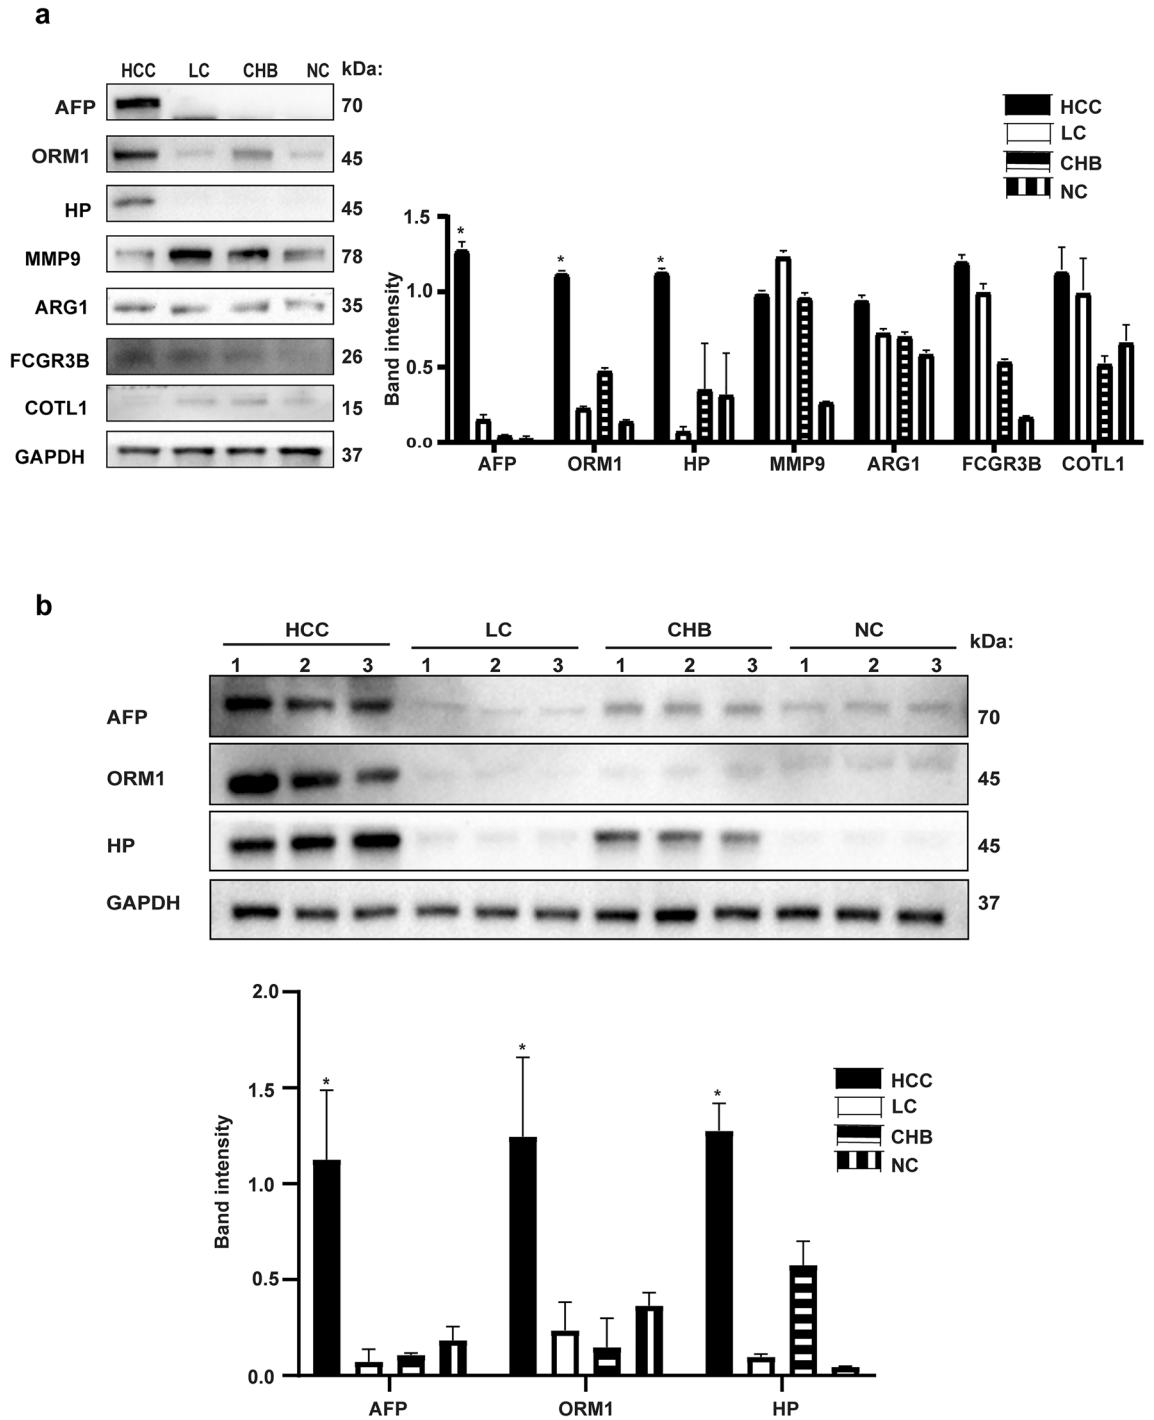 a
HCC LC CHB NC kDa:
AFP 70
ORM1 45
HP 45
MMP9 78
ARG1 35
FCGR3B 26
COTL1 15
GAPDH 37
HCC
LC
CHB
NC
Band intensity
1.5
1.0
0.5
0.0
* * *
AFP ORM1 HP MMP9 ARG1 FCGR3B COTL1
b
HCC LC CHB NC kDa:
1 2 3 1 2 3 1 2 3 1 2 3
AFP 70
ORM1 45
HP 45
GAPDH 37
Band intensity
2.0
1.5
1.0
0.5
0.0
* * *
AFP ORM1 HP
HCC
LC
CHB
NC